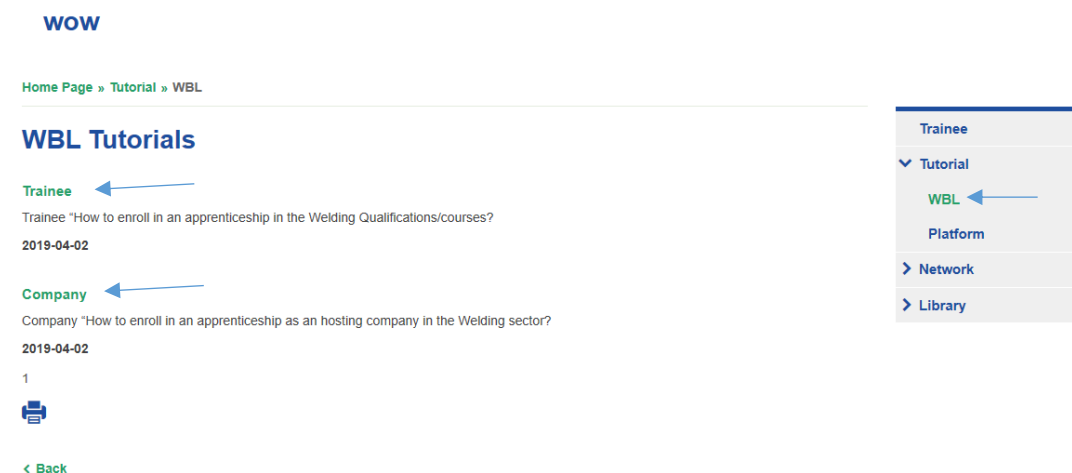 WOW
Home Page » Tutorial » WBL
WBL Tutorials
Trainee
Trainee “How to enroll in an apprenticeship in the Welding Qualifications/courses?
2019-04-02
Company
Company “How to enroll in an apprenticeship as an hosting company in the Welding sector?
2019-04-02
1
< Back
Trainee
Tutorial
WBL
Platform
Network
Library